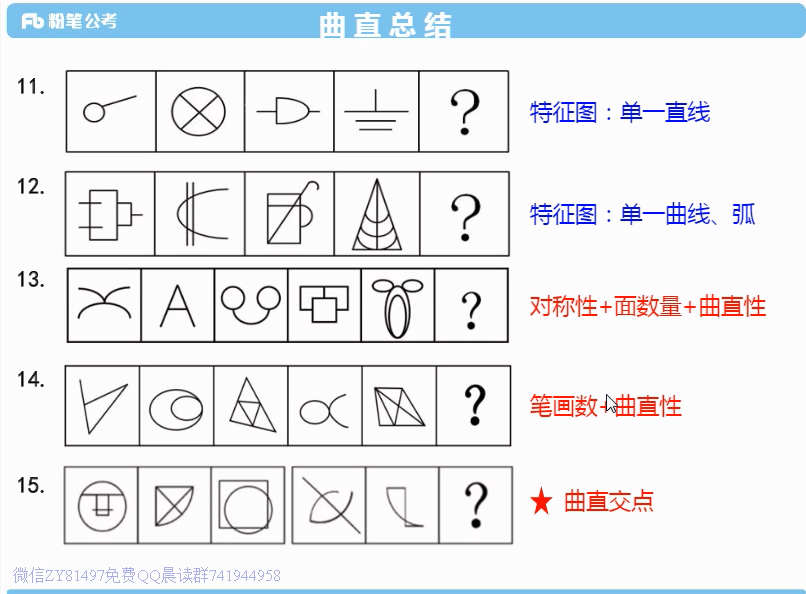 Fb 粉笔公考
曲直总结
11. ? 特征图：单一直线
12. ? 特征图：单一曲线、弧
13. ? 对称性+面数量+曲直性
14. ? 笔画数+曲直性
15. ? ★ 曲直交点
微信ZY81497免费QQ晨读群741944958